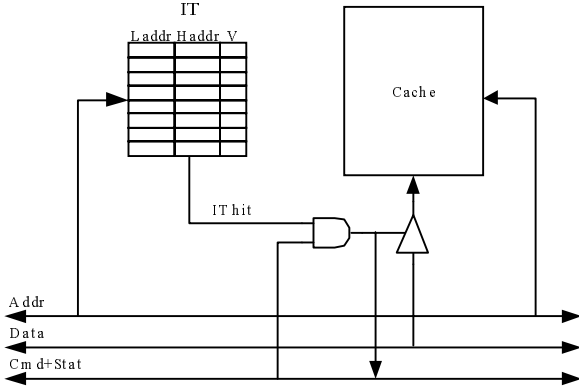 IT
Laddr Haddr V
Cache
IT hit
Addr
Data
Cmd+Stat